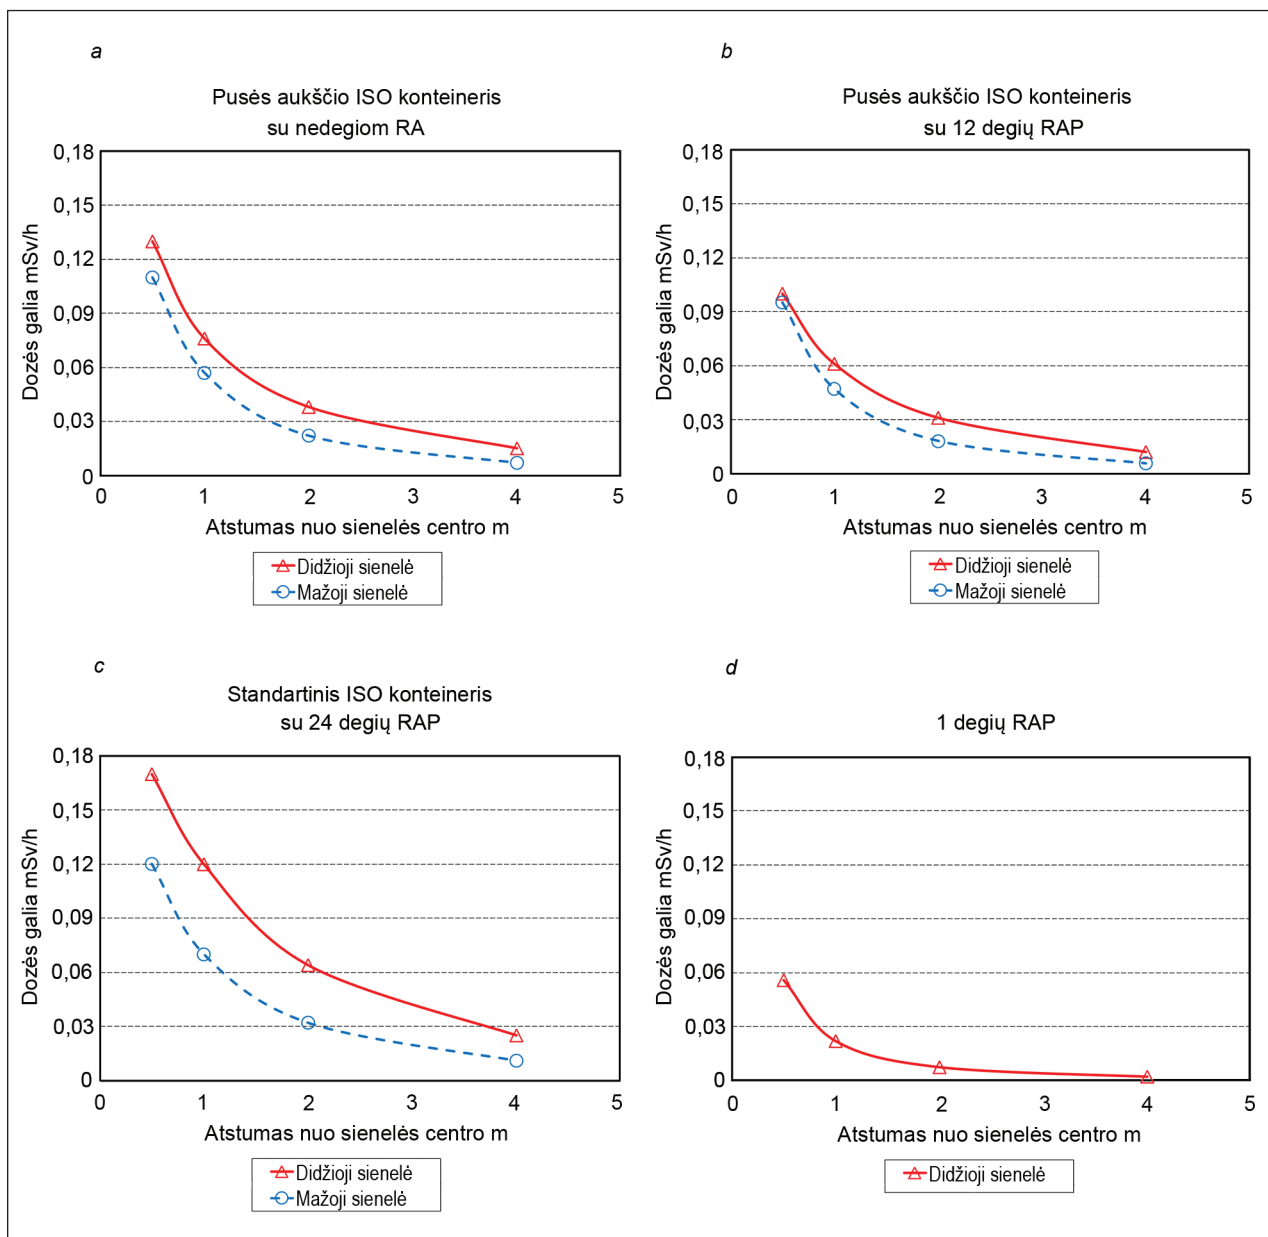 a
Pusės aukščio ISO konteineris
su nedegiom RA
0,18
0,15
0,12
0,09
0,06
0,03
0
Dozės galia mSv/h
0 1 2 3 4 5
Atstumas nuo sienelės centro m
Didžioji sienelė
Mažoji sienelė
b
Pusės aukščio ISO konteineris
su 12 degių RAP
0,18
0,15
0,12
0,09
0,06
0,03
0
Dozės galia mSv/h
0 1 2 3 4 5
Atstumas nuo sienelės centro m
Didžioji sienelė
Mažoji sienelė
c
Standartinis ISO konteineris
su 24 degių RAP
0,18
0,15
0,12
0,09
0,06
0,03
0
Dozės galia mSv/h
0 1 2 3 4 5
Atstumas nuo sienelės centro m
Didžioji sienelė
Mažoji sienelė
d
1 degių RAP
0,18
0,15
0,12
0,09
0,06
0,03
0
Dozės galia mSv/h
0 1 2 3 4 5
Atstumas nuo sienelės centro m
Didžioji sienelė